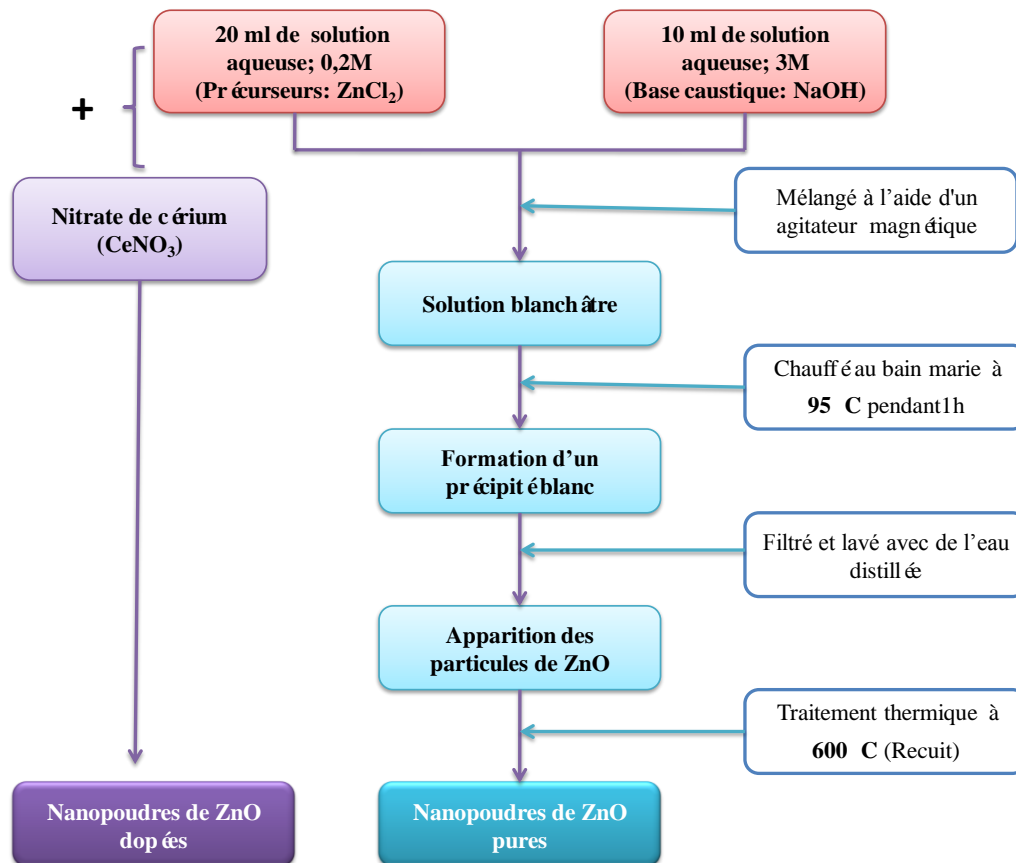 20 ml de solution
aqueuse; 0,2M
(Précurseurs: ZnCl₂)
10 ml de solution
aqueuse; 3M
(Base caustique: NaOH)
+
Nitrate de cérium
(CeNO₃)
Mélangé à l’aide d'un
agitateur magnétique
Solution blanchâtre
Chauffé au bain marie à
95 C pendant1h
Formation d’un
précipité blanc
Filtré et lavé avec de l’eau
distillée
Apparition des
particules de ZnO
Traitement thermique à
600 C (Recuit)
Nanopoudres de ZnO
dopées
Nanopoudres de ZnO
pures